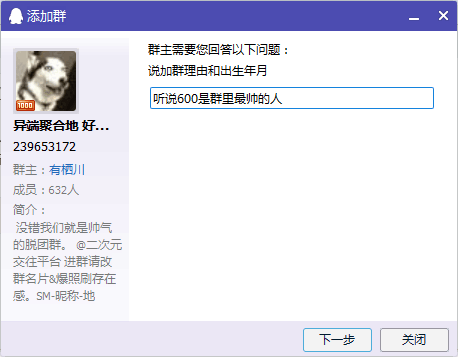 添加群
群主需要您回答以下问题：
说加群理由和出生年月
听说600是群里最帅的人
1000
异端聚合地 好...
239653172
群主：有栖川
成员：632人
简介：
没错我们就是帅气
的脱团群。 @二次元
交往平台 进群请改
群名片&爆照刷存在
感。SM-昵称-地
下一步
关闭